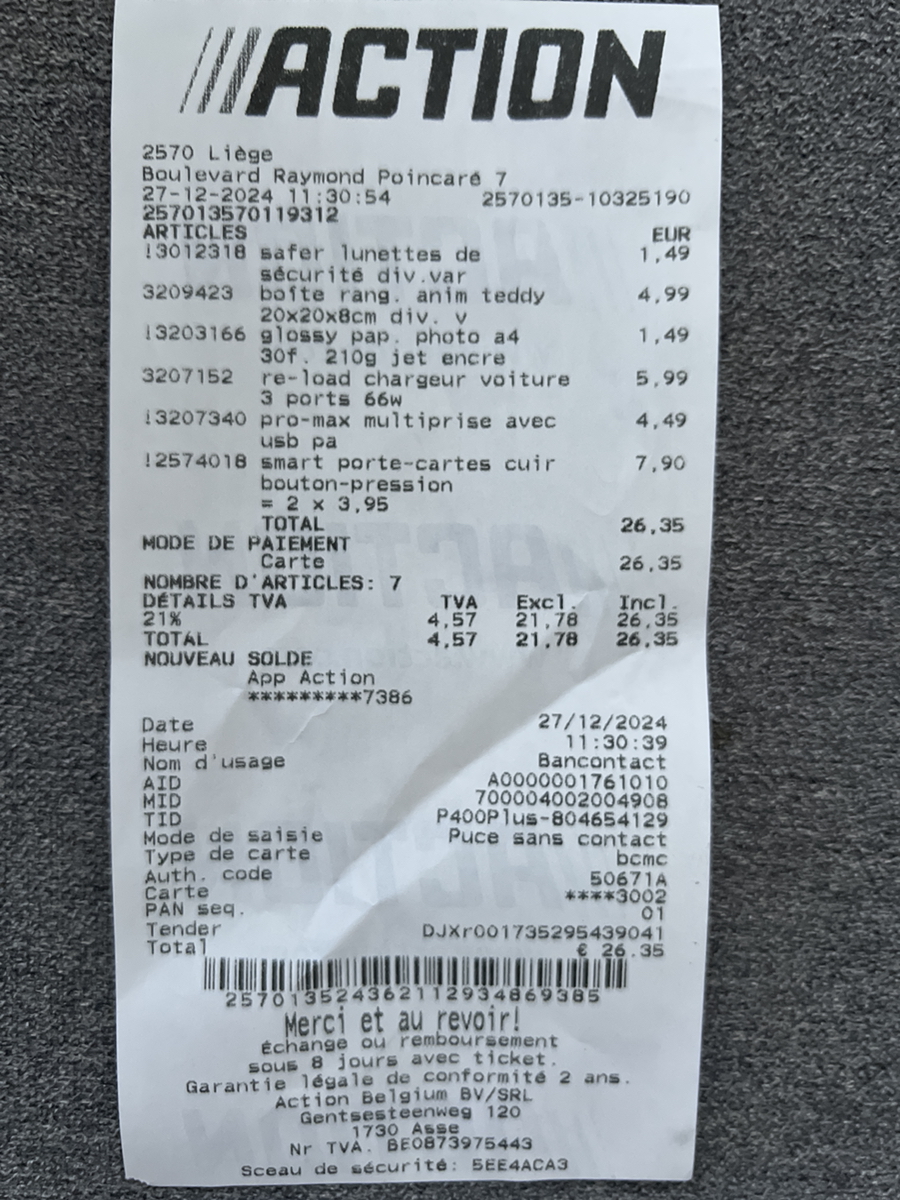 ACTION
2570 Liège
Boulevard Raymond Poincaré 7
27-12-2024 11:30:54 2570135-10325190
257013570119312
ARTICLES EUR
!3012318 safer lunettes de 1,49
sécurité div.var
3209423 boîte rang. anim teddy 4,99
20x20x8cm div. v
!3203166 glossy pap. photo a4 1,49
30f. 210g jet encre
3207152 re-load chargeur voiture 5,99
3 ports 66w
!3207340 pro-max multiprise avec 4,49
usb pa
!2574018 smart porte-cartes cuir 7,90
bouton-pression
= 2 x 3,95
TOTAL 26,35
MODE DE PAIEMENT
Carte 26,35
NOMBRE D'ARTICLES: 7
DÉTAILS TVA TVA Excl. Incl.
21% 4,57 21,78 26,35
TOTAL 4,57 21,78 26,35
NOUVEAU SOLDE
App Action
*********7386
Date 27/12/2024
Heure 11:30:39
Nom d'usage Bancontact
AID A0000001761010
MID 700004002004908
TID P400Plus-804654129
Mode de saisie Puce sans contact
Type de carte bcmc
Auth. code 50671A
Carte ****3002
PAN seq. 01
Tender DJXr001735295439041
Total € 26.35
2570135243621129348​69385
Merci et au revoir!
Échange ou remboursement
sous 8 jours avec ticket.
Garantie légale de conformité 2 ans.
Action Belgium BV/SRL
Gentsesteenweg 120
1730 Asse
Nr TVA. BE0873975443
Sceau de sécurité: 5EE4ACA3